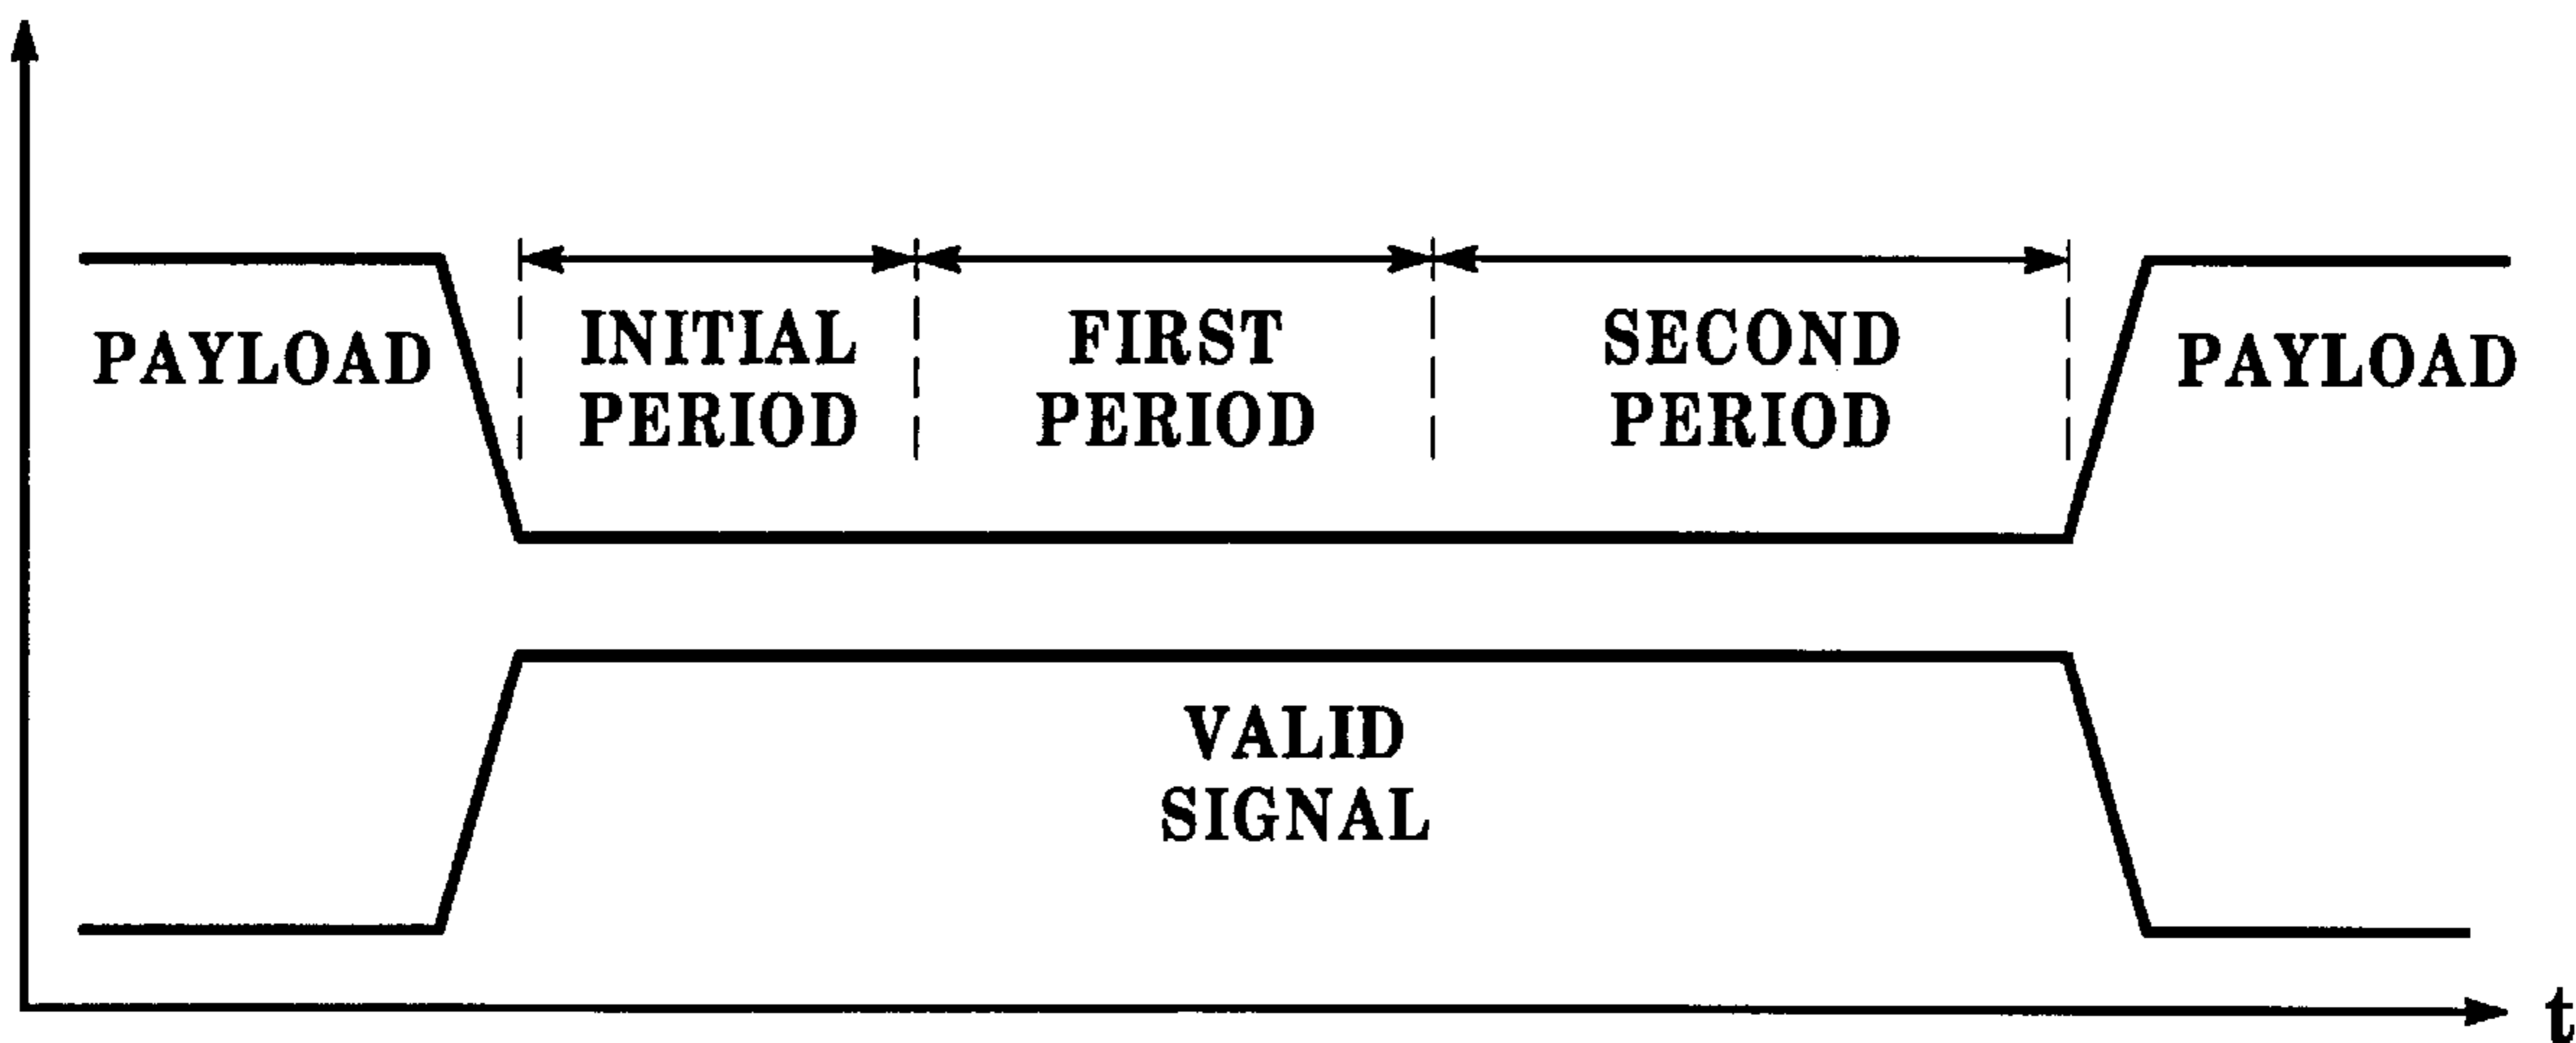 PAYLOAD
INITIAL
PERIOD
FIRST
PERIOD
SECOND
PERIOD
PAYLOAD
VALID
SIGNAL
t